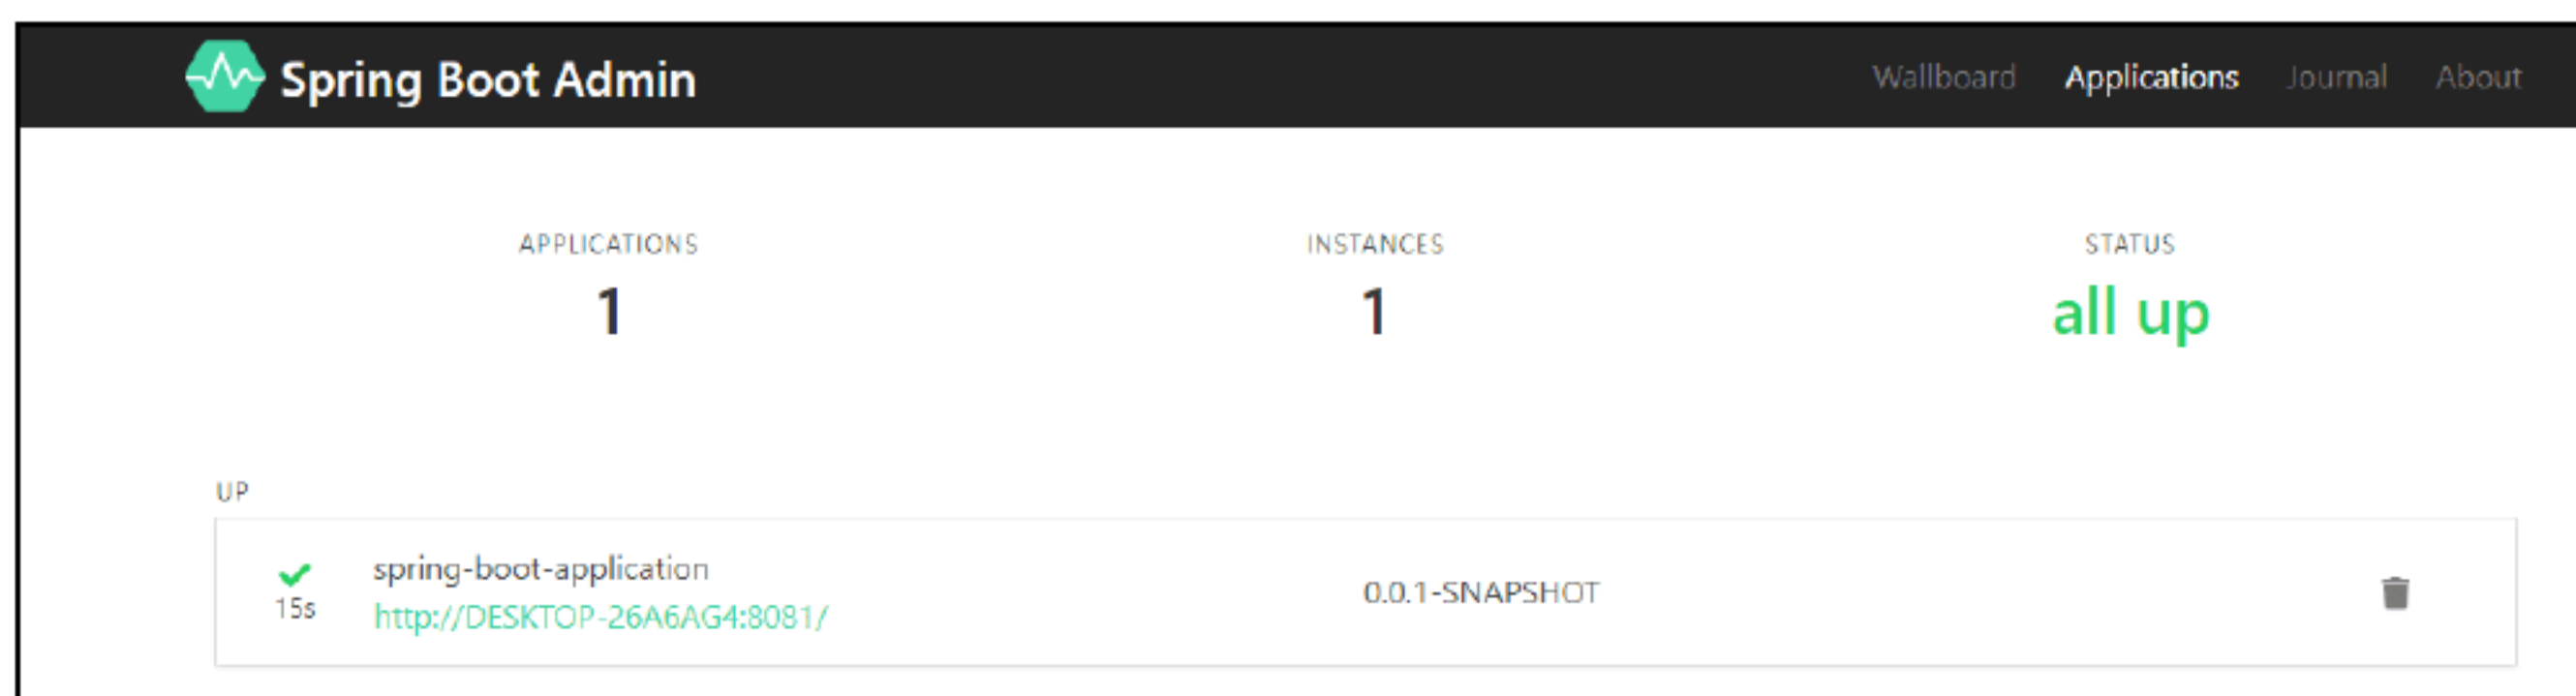 Spring Boot Admin
Wallboard Applications Journal About
APPLICATIONS INSTANCES STATUS
1 1 all up
UP
spring-boot-application
15s
http://DESKTOP-26A6AG4:8081/
0.0.1-SNAPSHOT